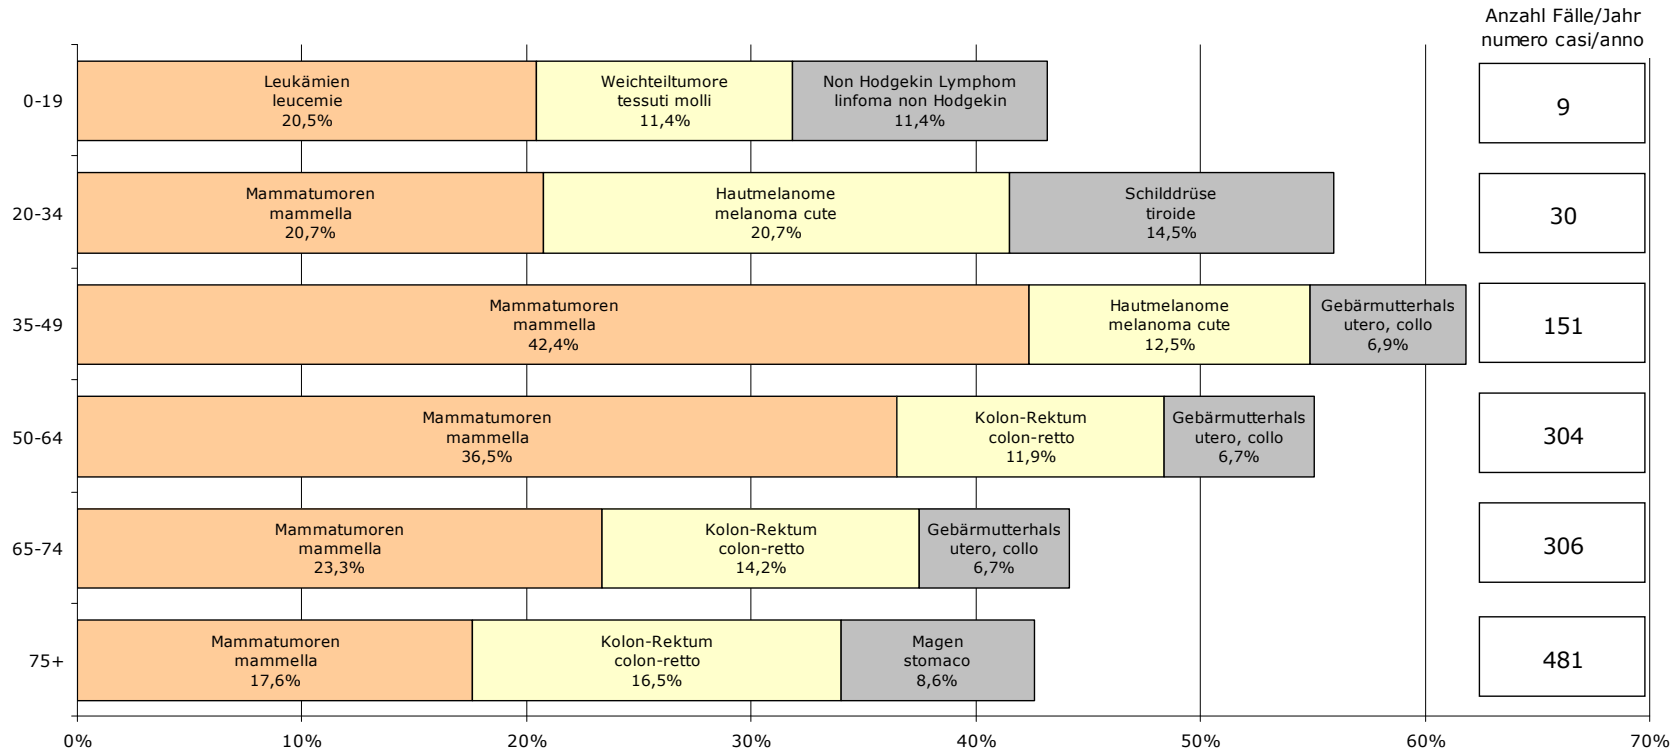 Anzahl Fälle/Jahr
numero casi/anno
0-19
Leukämien
leucemie
20,5%
Weichteiltumore
tessuti molli
11,4%
Non Hodgekin Lymphom
linfoma non Hodgekin
11,4%
9
20-34
Mammatumoren
mammella
20,7%
Hautmelanome
melanoma cute
20,7%
Schilddrüse
tiroide
14,5%
30
35-49
Mammatumoren
mammella
42,4%
Hautmelanome
melanoma cute
12,5%
Gebärmutterhals
utero, collo
6,9%
151
50-64
Mammatumoren
mammella
36,5%
Kolon-Rektum
colon-retto
11,9%
Gebärmutterhals
utero, collo
6,7%
304
65-74
Mammatumoren
mammella
23,3%
Kolon-Rektum
colon-retto
14,2%
Gebärmutterhals
utero, collo
6,7%
306
75+
Mammatumoren
mammella
17,6%
Kolon-Rektum
colon-retto
16,5%
Magen
stomaco
8,6%
481
0% 10% 20% 30% 40% 50% 60% 70%